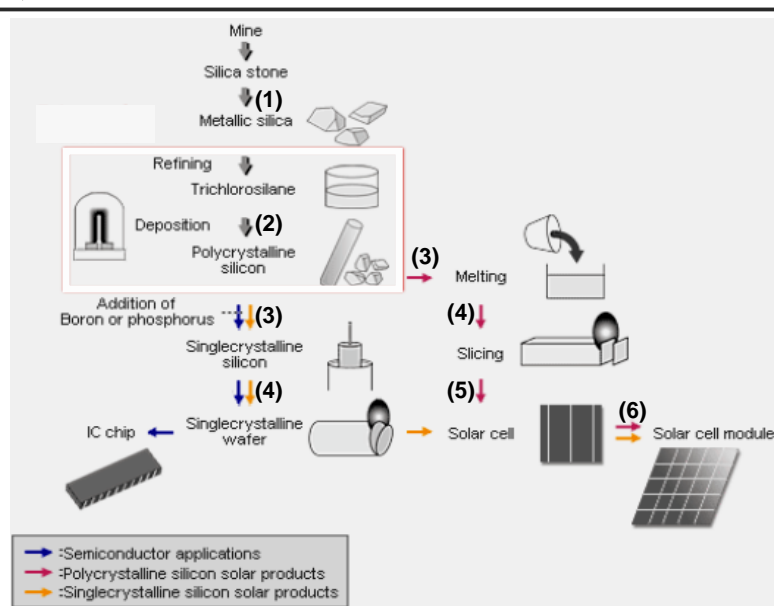 Mine
Silica stone
(1)
Metallic silica
Refining
Trichlorosilane
Deposition
(2)
Polycrystalline
silicon
(3)
Melting
Addition of
Boron or phosphorus
(3)
(4)
Singlecrystalline
silicon
Slicing
(4)
(5)
IC chip
Singlecrystalline
wafer
Solar cell
(6)
Solar cell module
:Semiconductor applications
:Polycrystalline silicon solar products
:Singlecrystalline silicon solar products